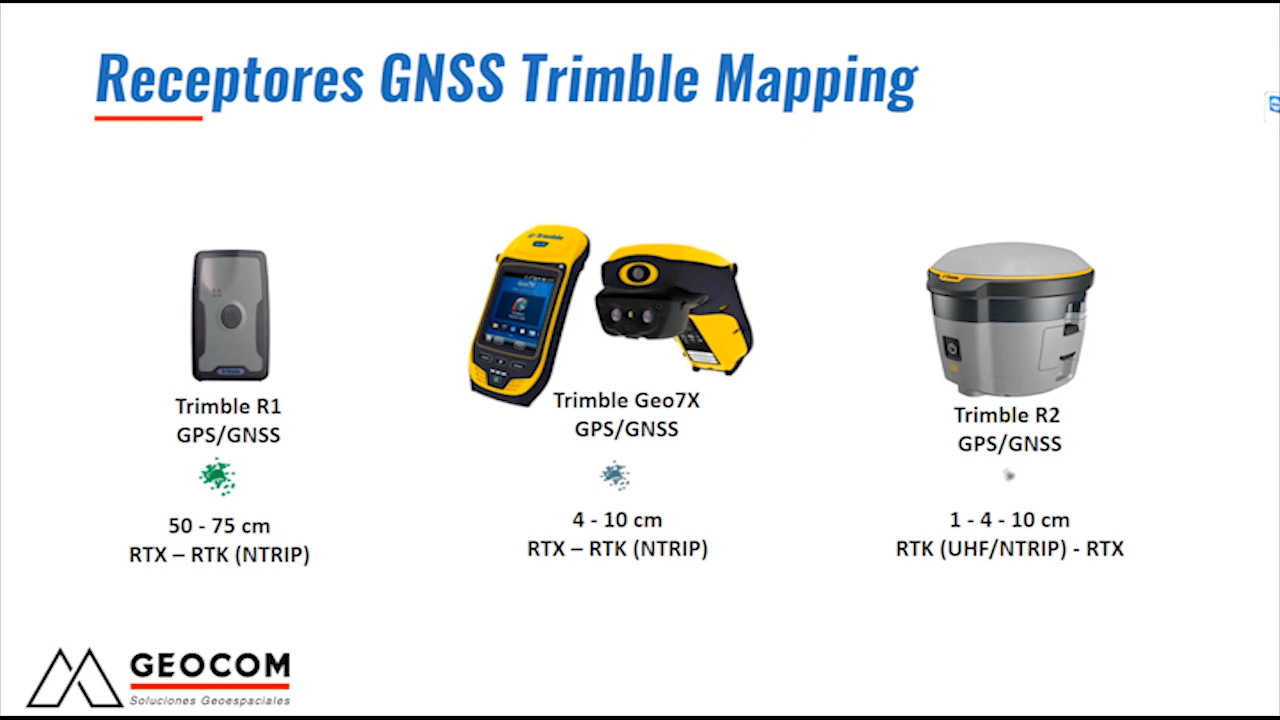 Receptores GNSS Trimble Mapping
Trimble R1
GPS/GNSS
50 - 75 cm
RTX – RTK (NTRIP)
Trimble
Geo7X
Trimble Geo7X
GPS/GNSS
4 - 10 cm
RTX – RTK (NTRIP)
Trimble R2
GPS/GNSS
1 - 4 - 10 cm
RTK (UHF/NTRIP) - RTX
GEOCOM
Soluciones Geoespaciales